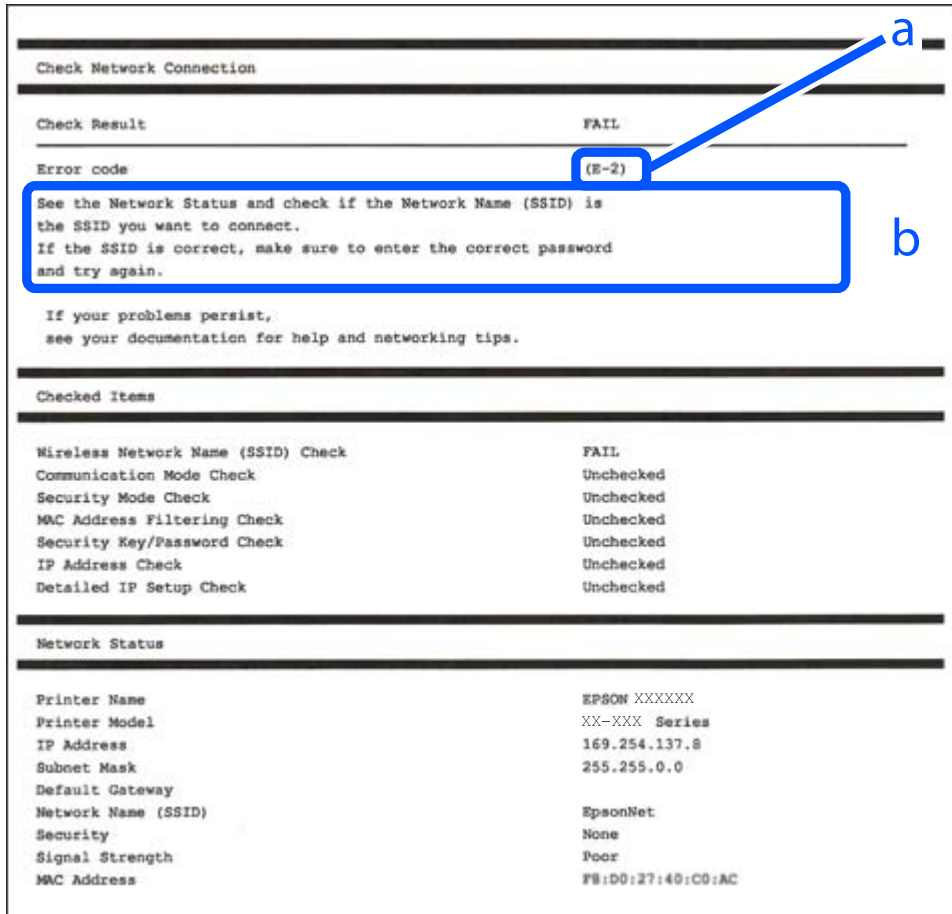 a
Check Network Connection
Check Result FAIL
Error code (E-2)
See the Network Status and check if the Network Name (SSID) is
the SSID you want to connect.
If the SSID is correct, make sure to enter the correct password
and try again.
b
If your problems persist,
see your documentation for help and networking tips.
Checked Items
Wireless Network Name (SSID) Check FAIL
Communication Mode Check Unchecked
Security Mode Check Unchecked
MAC Address Filtering Check Unchecked
Security Key/Password Check Unchecked
IP Address Check Unchecked
Detailed IP Setup Check Unchecked
Network Status
Printer Name EPSON XXXXXX
Printer Model XX-XXX Series
IP Address 169.254.137.8
Subnet Mask 255.255.0.0
Default Gateway
Network Name (SSID) EpsonNet
Security None
Signal Strength Poor
MAC Address F8:D0:27:40:C0:AC